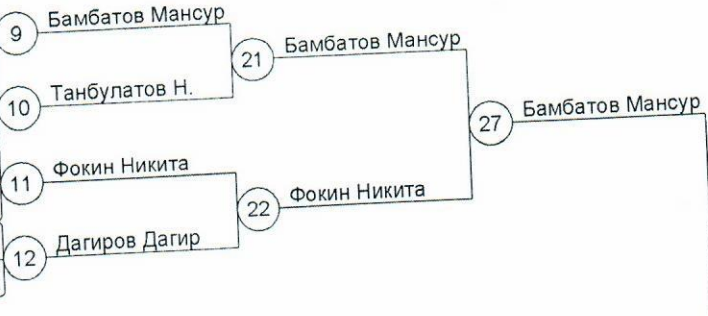 9 Бамбатов Мансур
21 Бамбатов Мансур
10 Танбулатов Н.
27 Бамбатов Мансур
11 Фокин Никита
22 Фокин Никита
12 Дагиров Дагир